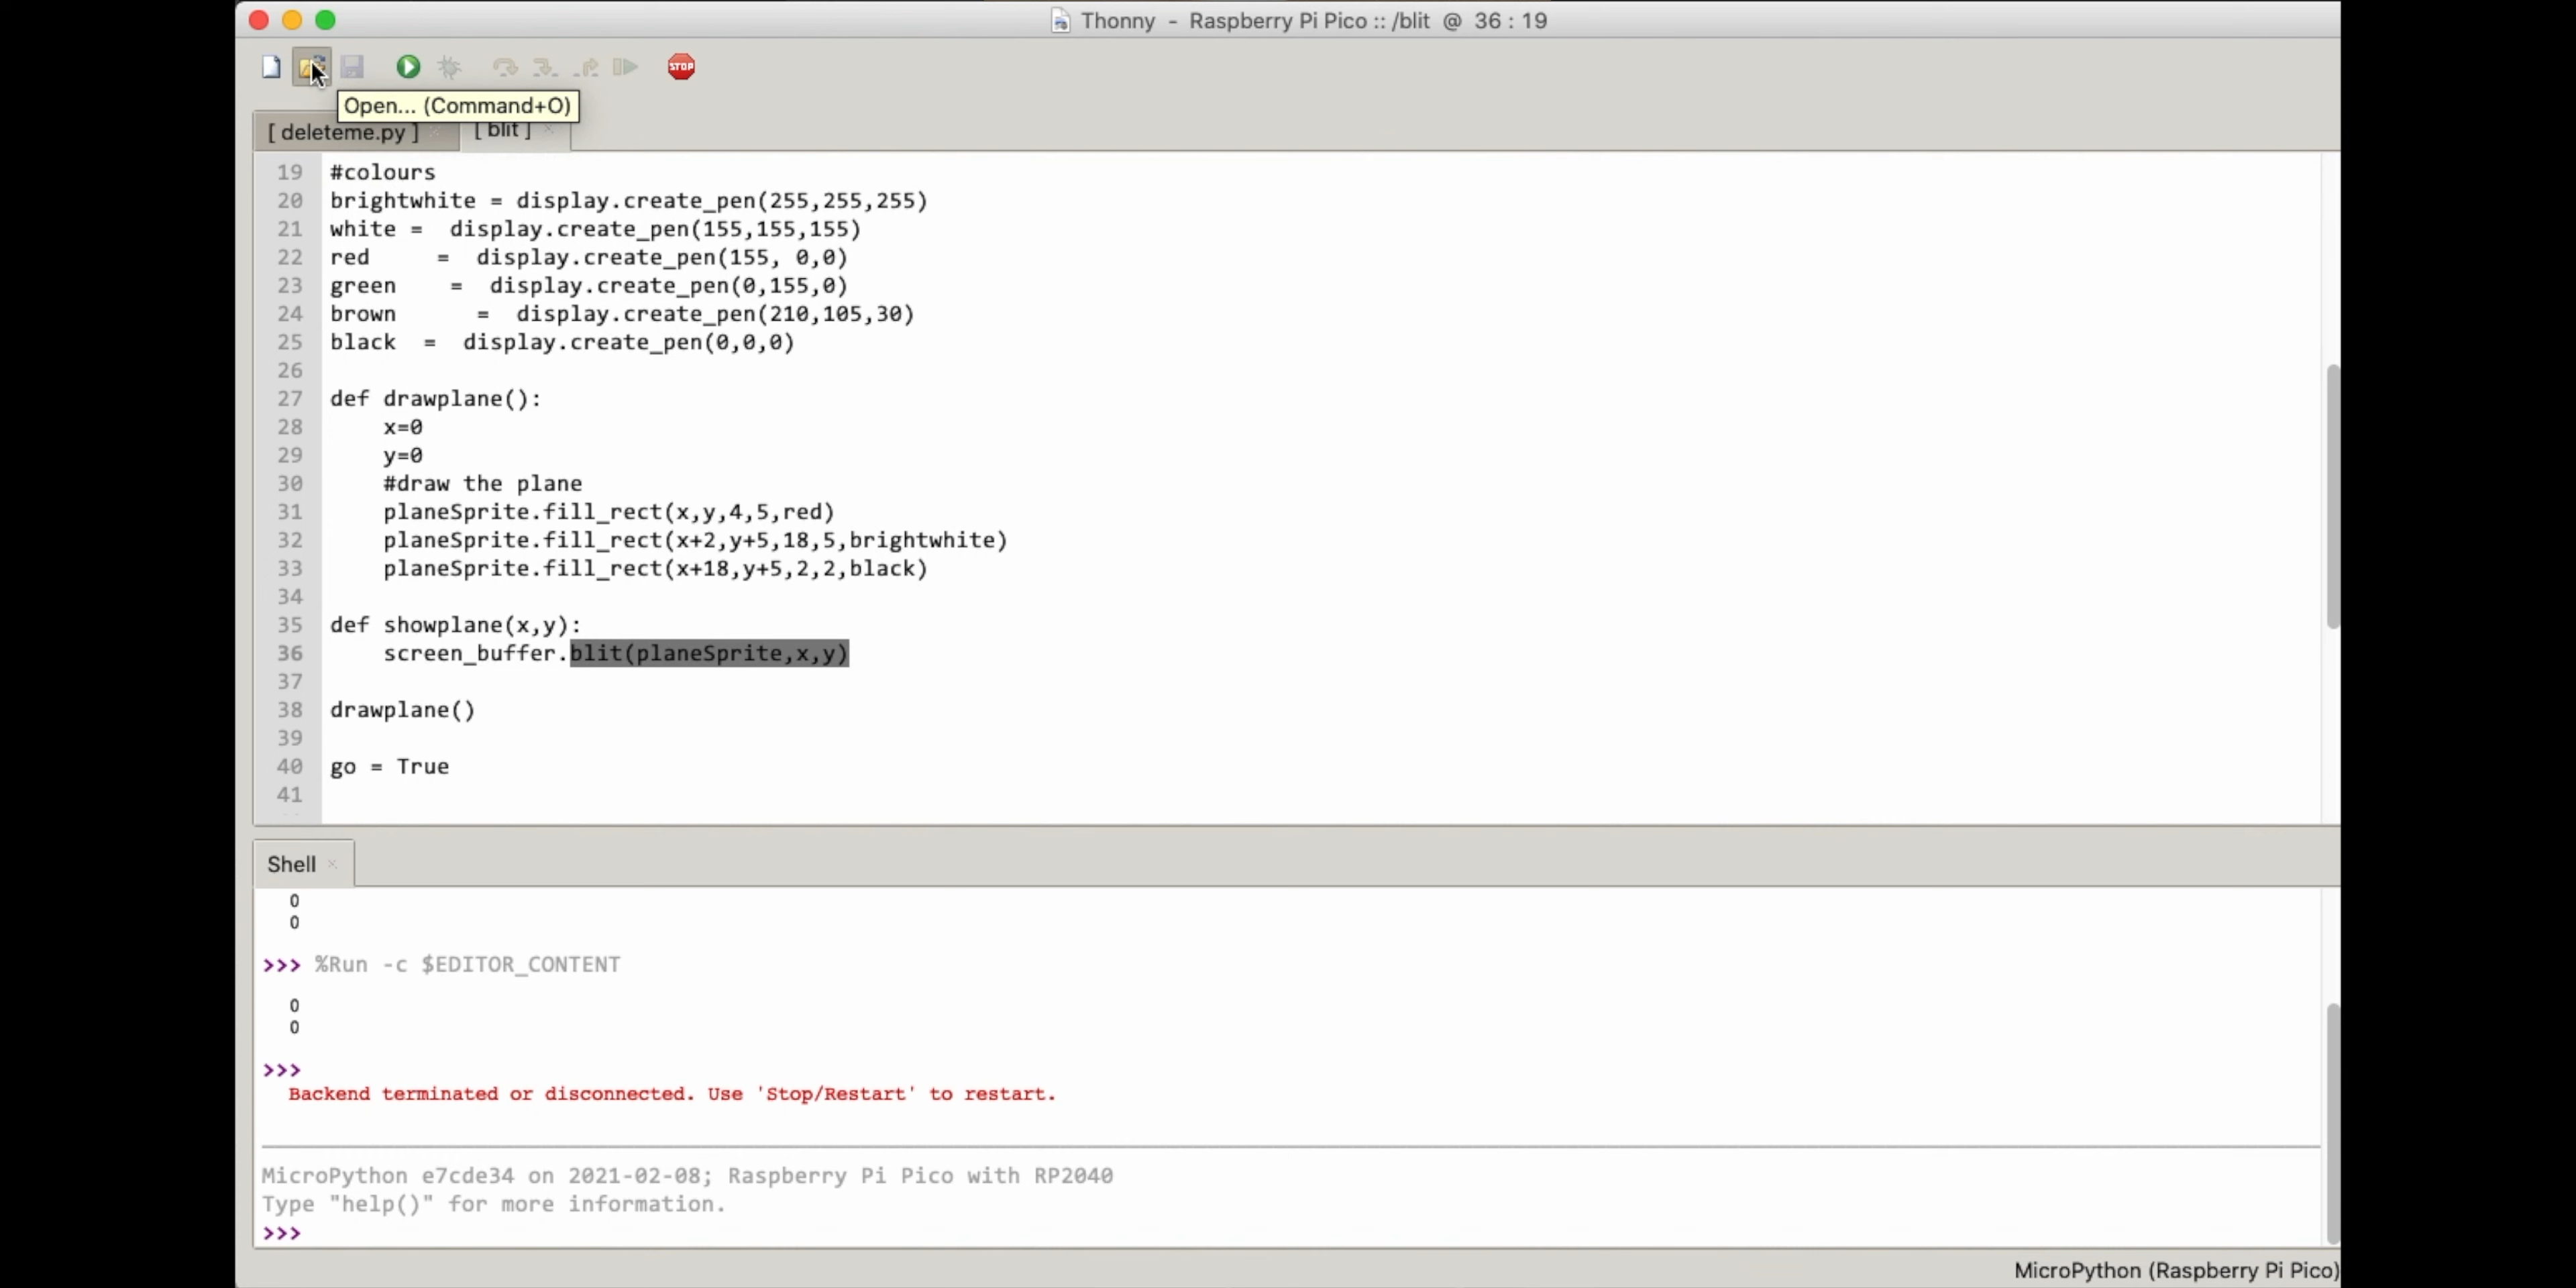 Thonny - Raspberry Pi Pico :: /blit @ 36 : 19
STOP
Open... (Command+O)
[ deleteme.py ] [ blit ]
19 #colours
20 brightwhite = display.create_pen(255,255,255)
21 white =  display.create_pen(155,155,155)
22 red     =  display.create_pen(155, 0,0)
23 green    =  display.create_pen(0,155,0)
24 brown      =  display.create_pen(210,105,30)
25 black  =  display.create_pen(0,0,0)
26
27 def drawplane():
28     x=0
29     y=0
30     #draw the plane
31     planeSprite.fill_rect(x,y,4,5,red)
32     planeSprite.fill_rect(x+2,y+5,18,5,brightwhite)
33     planeSprite.fill_rect(x+18,y+5,2,2,black)
34
35 def showplane(x,y):
36     screen_buffer.blit(planeSprite,x,y)
37
38 drawplane()
39
40 go = True
41
Shell
0
0
>>> %Run -c $EDITOR_CONTENT
0
0
>>>
Backend terminated or disconnected. Use 'Stop/Restart' to restart.
MicroPython e7cde34 on 2021-02-08; Raspberry Pi Pico with RP2040
Type "help()" for more information.
>>>
MicroPython (Raspberry Pi Pico)